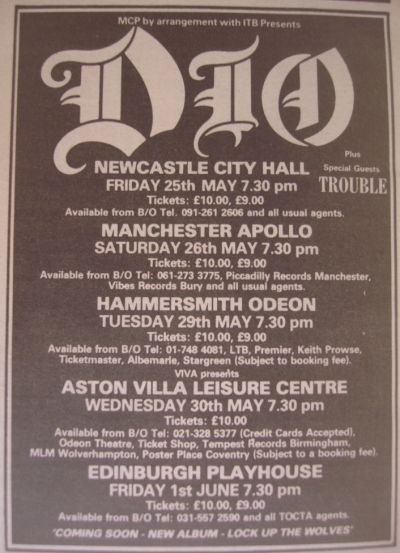 MCP by arrangement with ITB Presents
DIO
Plus
Special Guests
TROUBLE
NEWCASTLE CITY HALL
FRIDAY 25th MAY 7.30 pm
Tickets: £10.00, £9.00
Available from B/O Tel. 091-261 2606 and all usual agents.
MANCHESTER APOLLO
SATURDAY 26th MAY 7.30 pm
Tickets: £10.00, £9.00
Available from B/O Tel: 061-273 3775, Piccadilly Records Manchester,
Vibes Records Bury and all usual agents.
HAMMERSMITH ODEON
TUESDAY 29th MAY 7.30 pm
Tickets: £10.00, £9.00
Available from B/O Tel: 01-748 4081, LTB, Premier, Keith Prowse,
Ticketmaster, Albemarle, Stargreen (Subject to booking fee).
VIVA presents
ASTON VILLA LEISURE CENTRE
WEDNESDAY 30th MAY 7.30 pm
Tickets: £10.00
Available from B/O Tel: 021-328 5377 (Credit Cards Accepted),
Odeon Theatre, Ticket Shop, Tempest Records Birmingham,
MLM Wolverhampton, Poster Place Coventry (Subject to a booking fee).
EDINBURGH PLAYHOUSE
FRIDAY 1st JUNE 7.30 pm
Tickets: £10.00, £9.00
Available from B/O Tel: 031-557 2590 and all TOCTA agents.
'COMING SOON - NEW ALBUM - LOCK UP THE WOLVES'